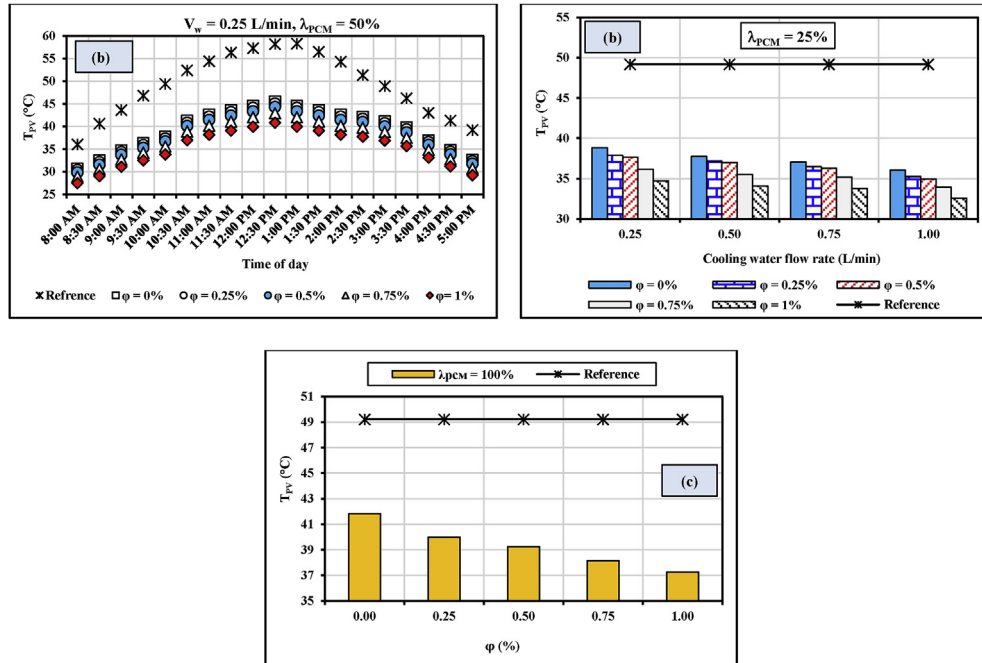 V_w = 0.25 L/min, λ_PCM = 50%
(b)
60
55
50
45
40
35
30
25
T_PV (°C)
8:00 AM
8:30 AM
9:00 AM
9:30 AM
10:00 AM
10:30 AM
11:00 AM
11:30 AM
12:00 PM
12:30 PM
1:00 PM
1:30 PM
2:00 PM
2:30 PM
3:00 PM
3:30 PM
4:00 PM
4:30 PM
5:00 PM
Time of day
Refrence φ = 0% φ = 0.25% φ = 0.5% φ = 0.75% φ= 1%
(b)
λ_PCM = 25%
55
50
45
40
35
30
T_PV (°C)
0.25 0.50 0.75 1.00
Cooling water flow rate (L/min)
φ = 0% φ = 0.25% φ = 0.5%
φ = 0.75% φ = 1% Reference
λPCM = 100% Reference
51
49
47
45
43
41
39
37
35
T_PV (°C)
(c)
0.00 0.25 0.50 0.75 1.00
φ (%)